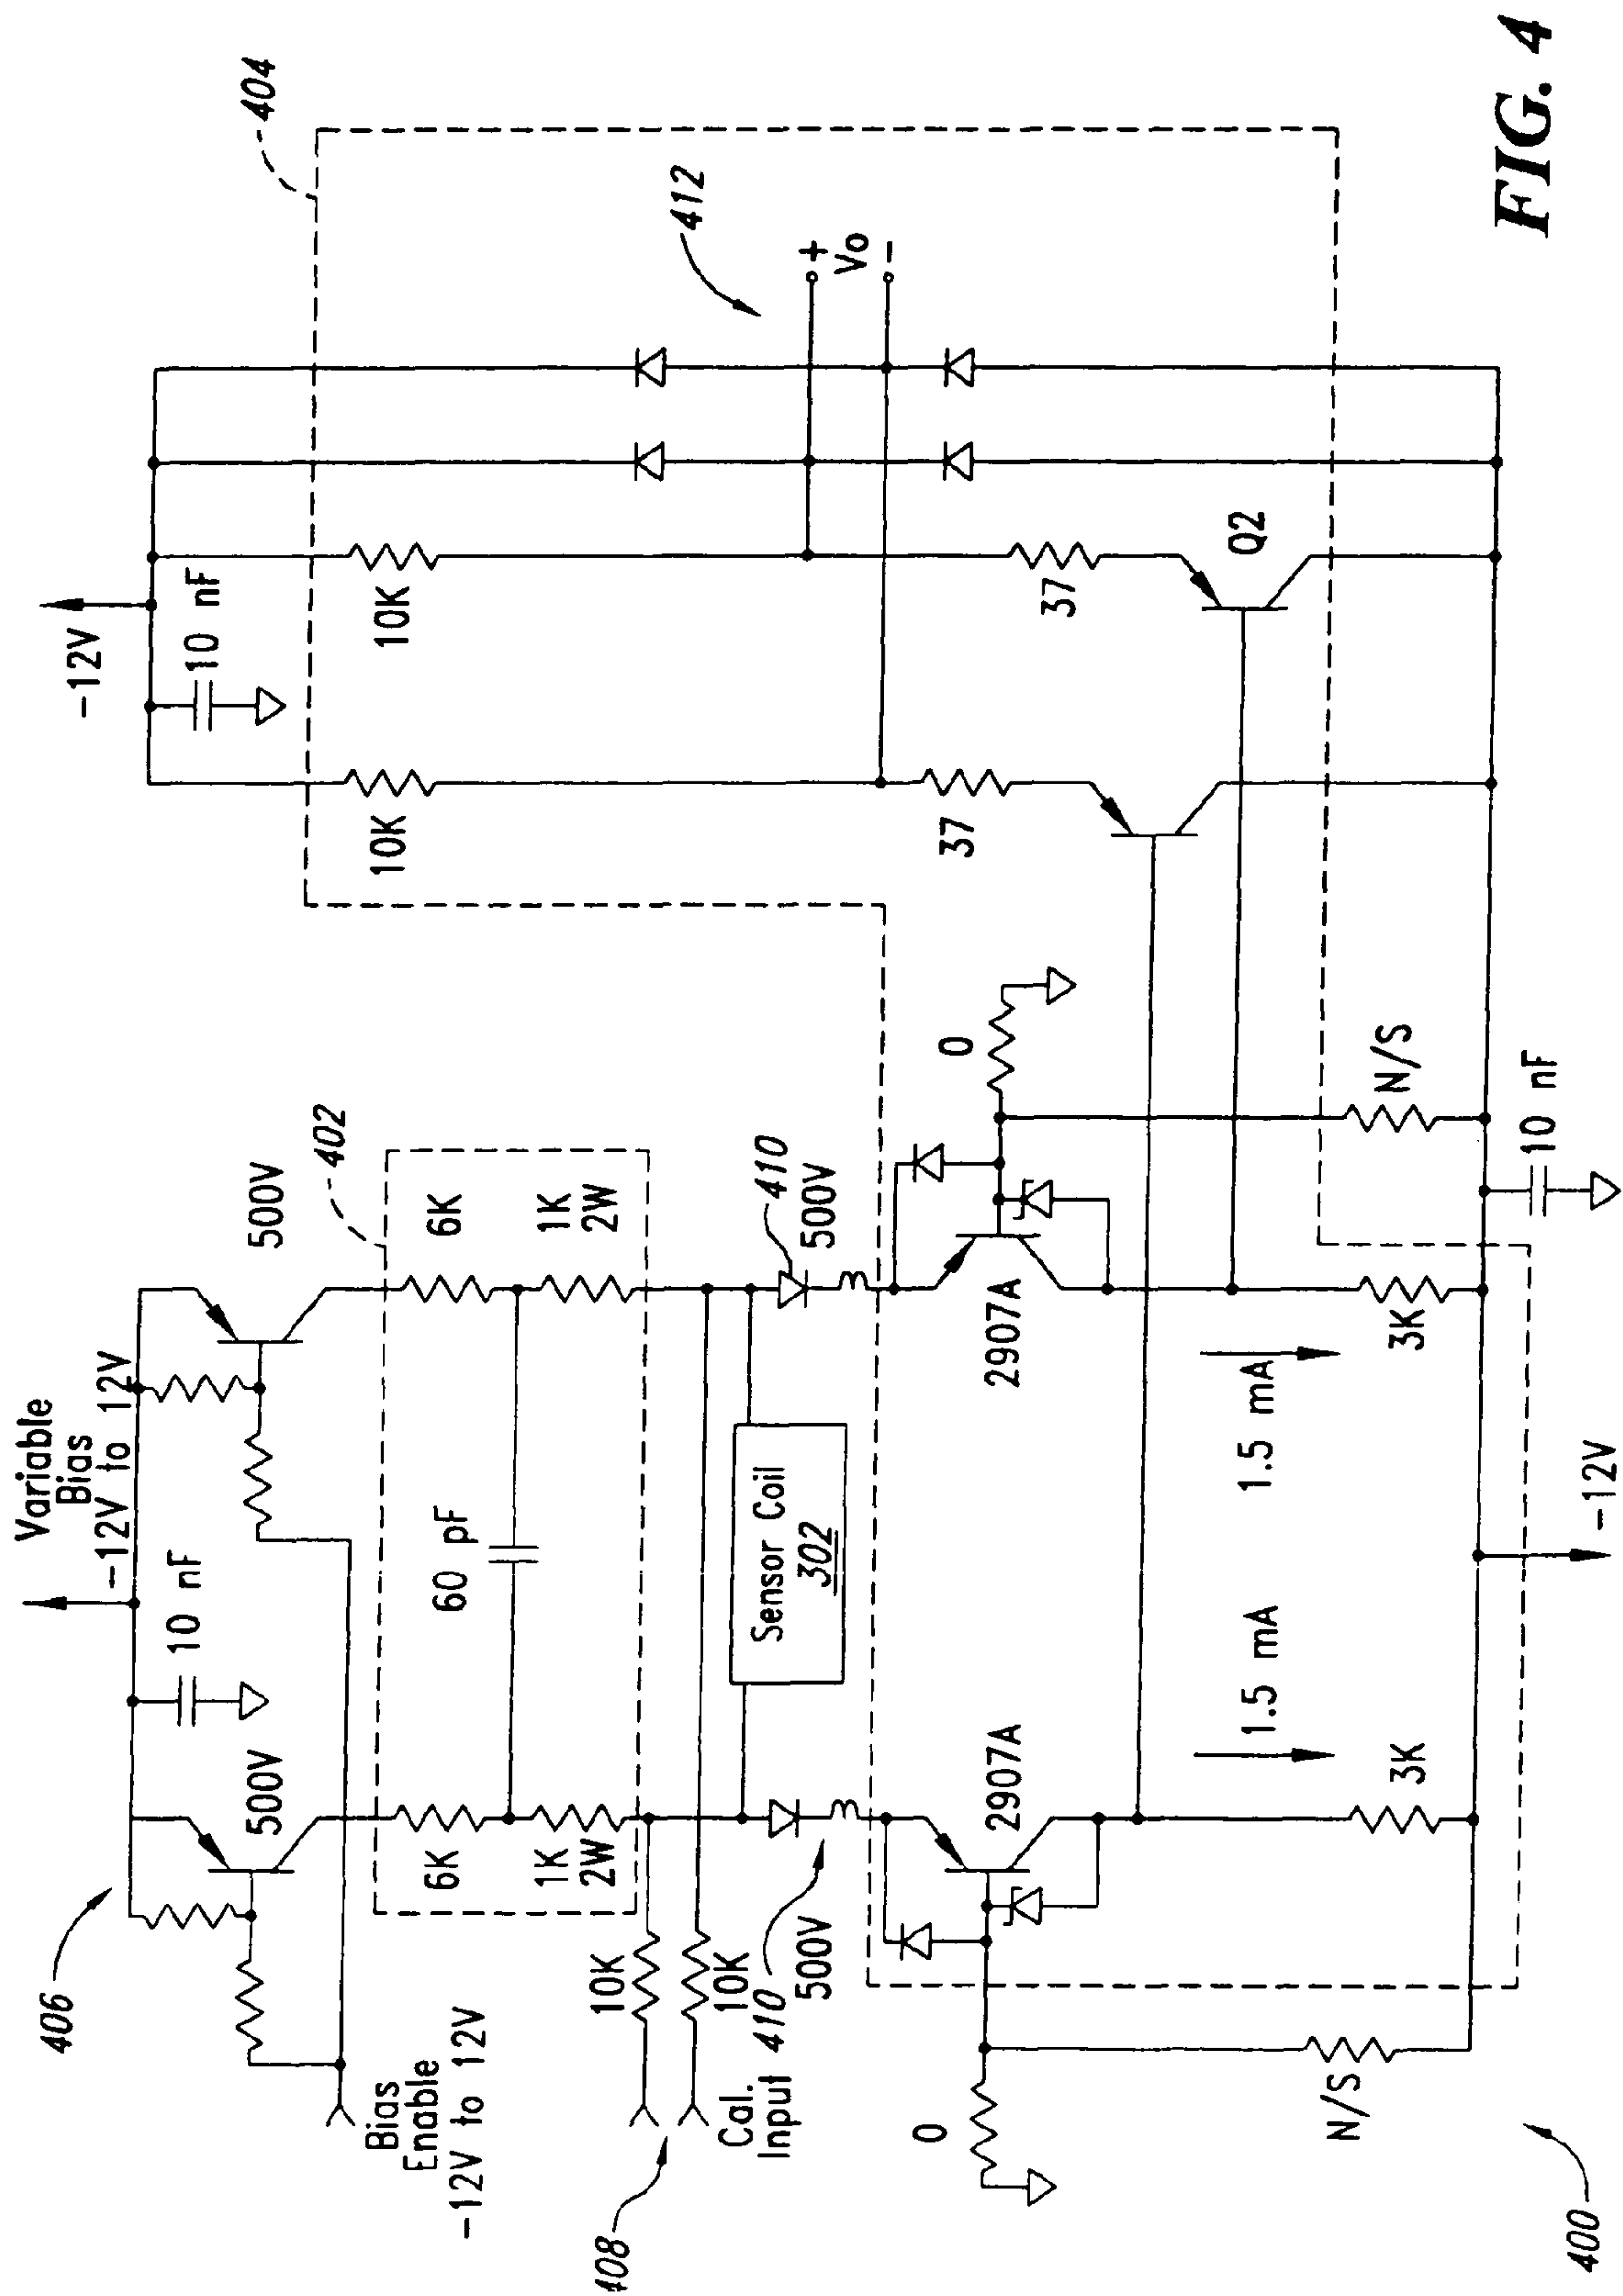 Variable
Bias
-12V to 12V
10 nF
500V
500V
406
Bias
Enable
-12V to 12V
402
6K
6K
60 pF
1K
2W
1K
2W
10K
10K
Cal.
Input
408
410
500V
410
500V
Sensor Coil
302
2907A
2907A
0
0
N/S
N/S
1.5 mA
1.5 mA
3K
3K
-12V
10 nF
400
-12V
10 nF
404
10K
10K
412
+
Vo
-
37
37
Q2
FIG. 4